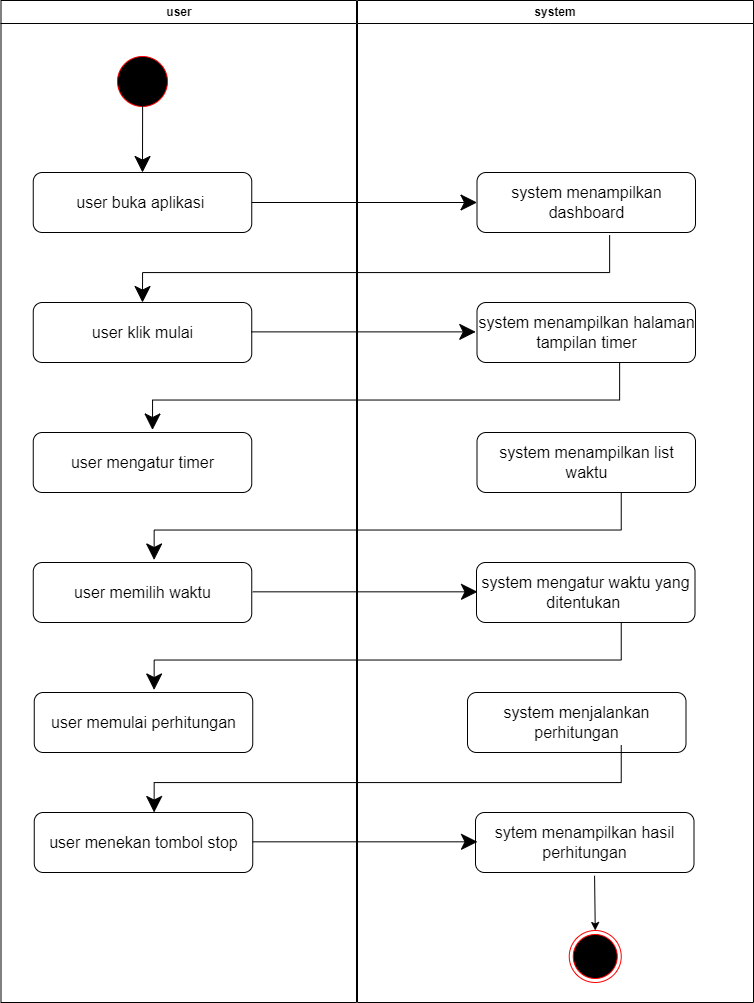 user
system
user buka aplikasi
system menampilkan
dashboard
user klik mulai
system menampilkan halaman
tampilan timer
user mengatur timer
system menampilkan list
waktu
user memilih waktu
system mengatur waktu yang
ditentukan
user memulai perhitungan
system menjalankan
perhitungan
user menekan tombol stop
sytem menampilkan hasil
perhitungan